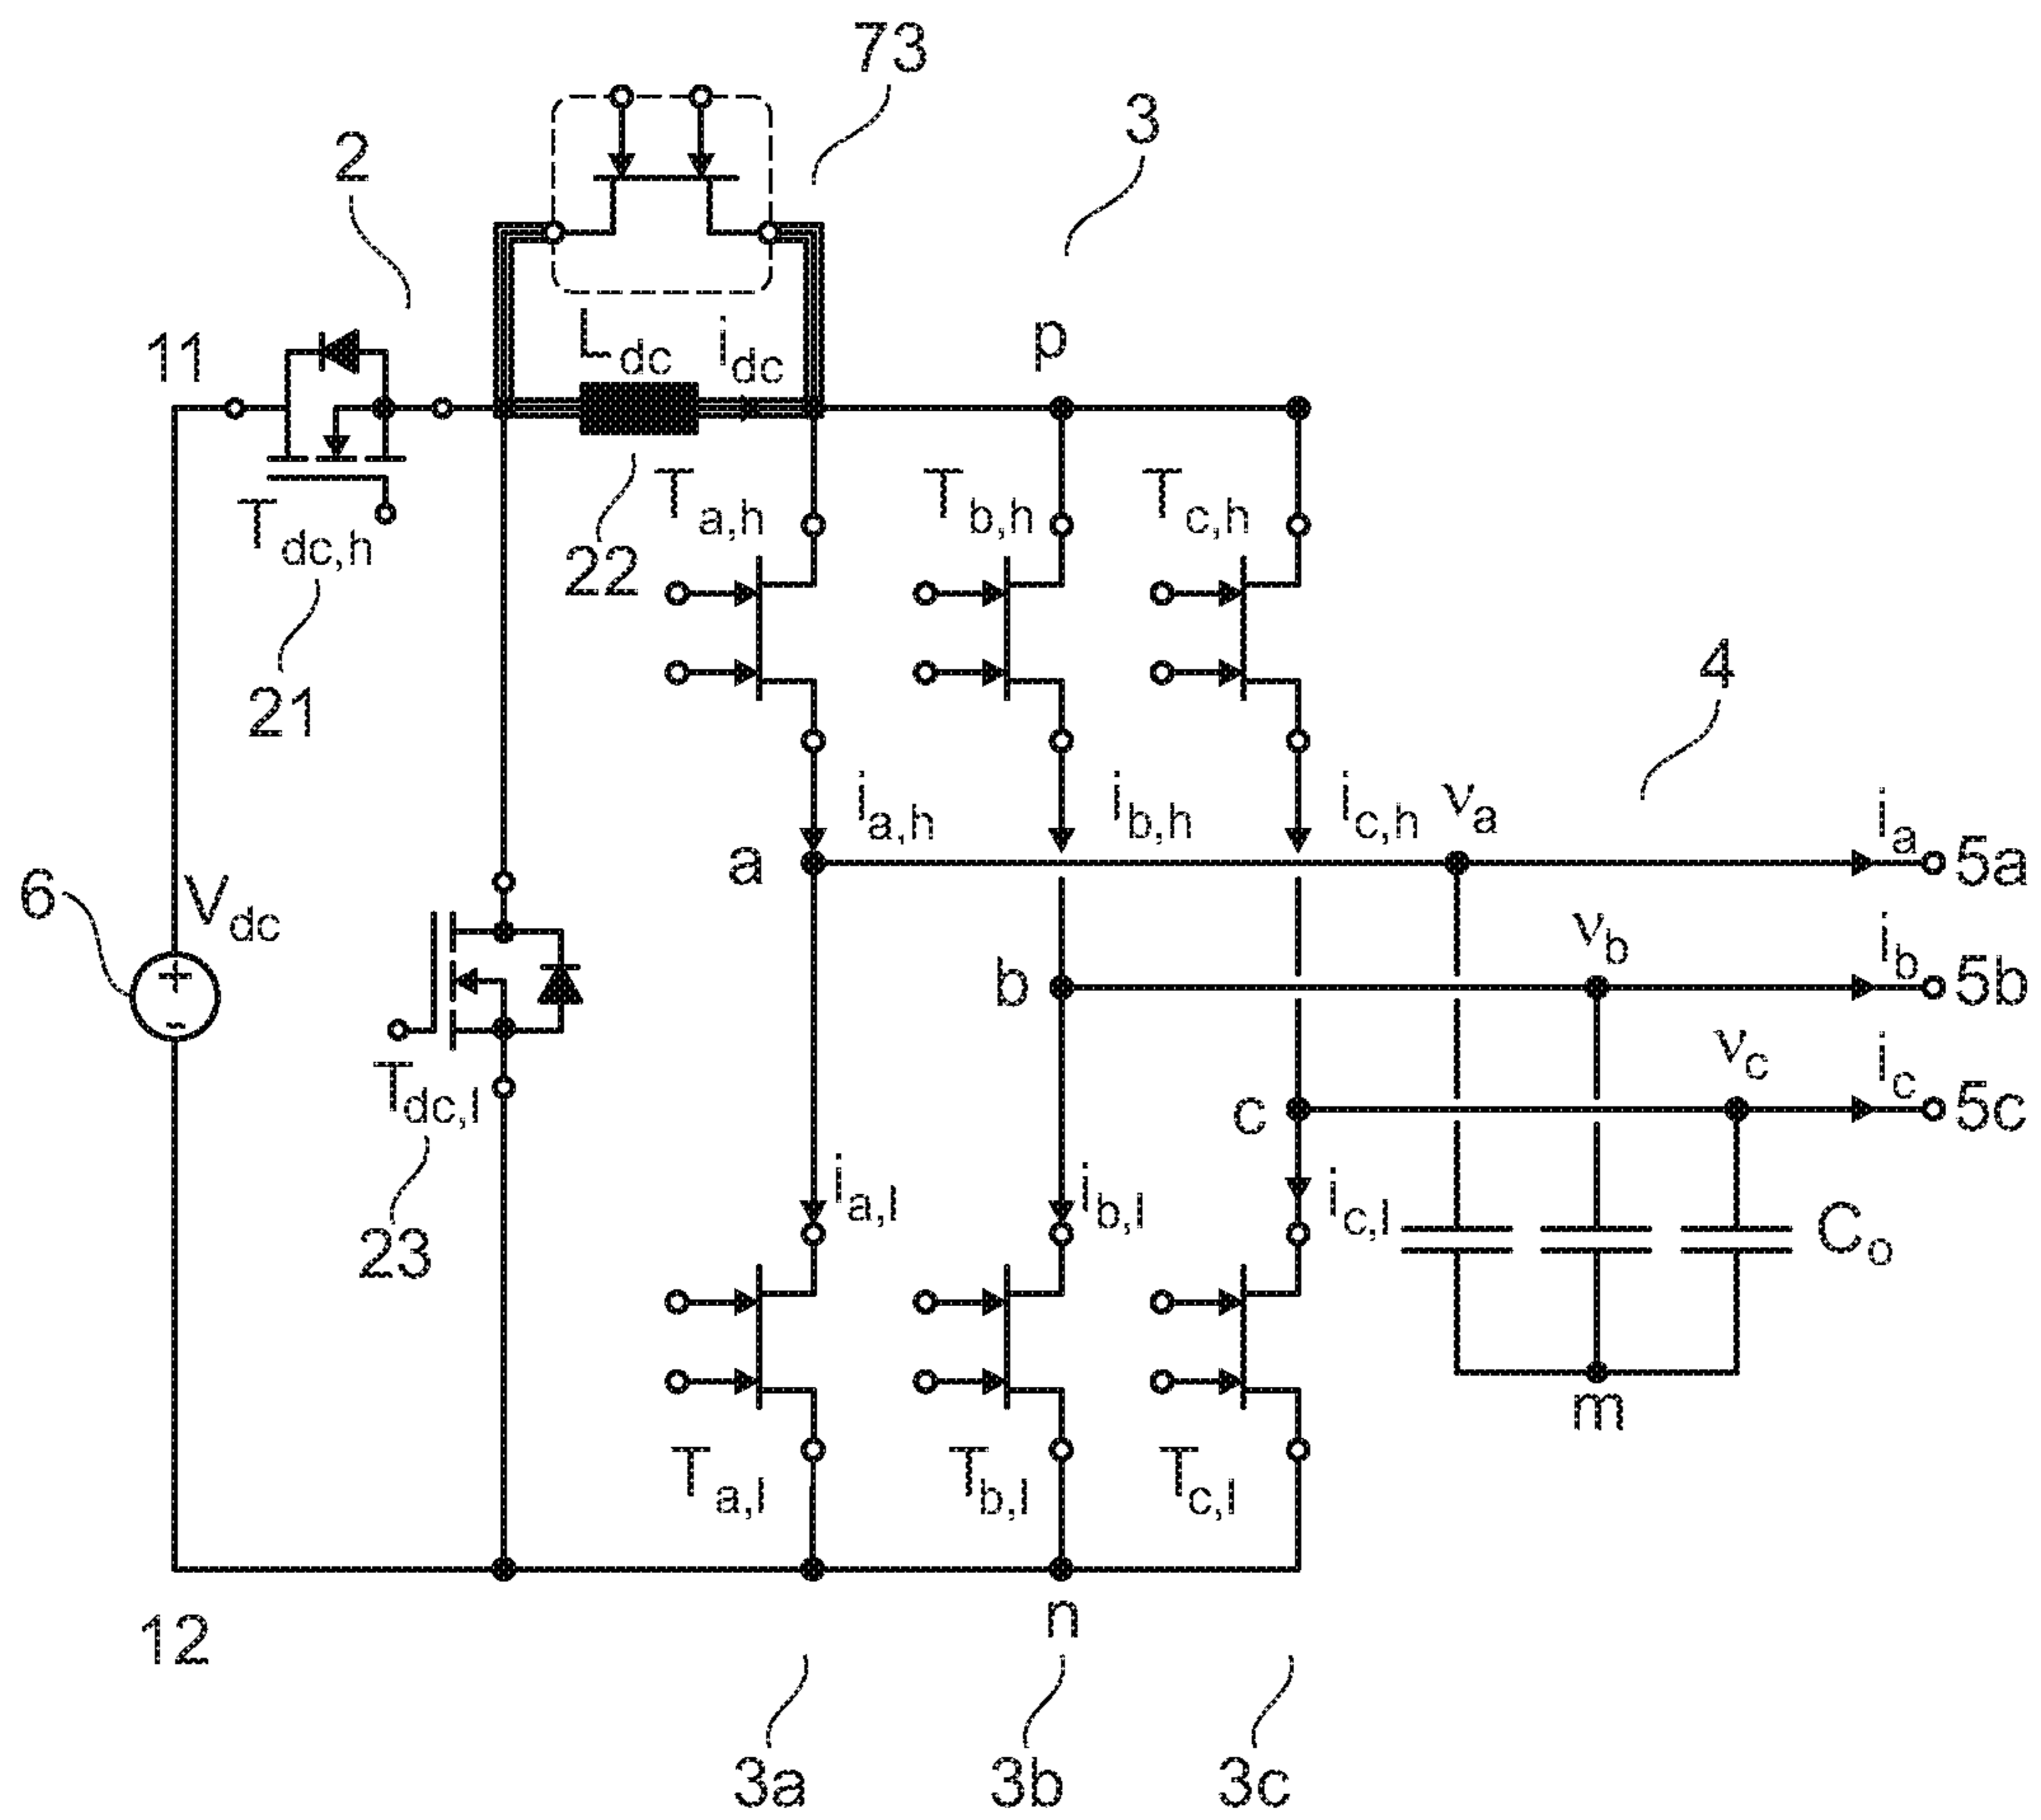 73
3
2
L dc
i dc
p
11
T a,h
T b,h
T c,h
T dc,h
22
21
4
i a,h
i b,h
i c,h
v a
i a
a
5a
6
V dc
+
-
v b
i b
b
5b
v c
i c
c
5c
T dc,l
i a,l
i b,l
i c,l
C o
23
m
T a,l
T b,l
T c,l
12
n
3a
3b
3c